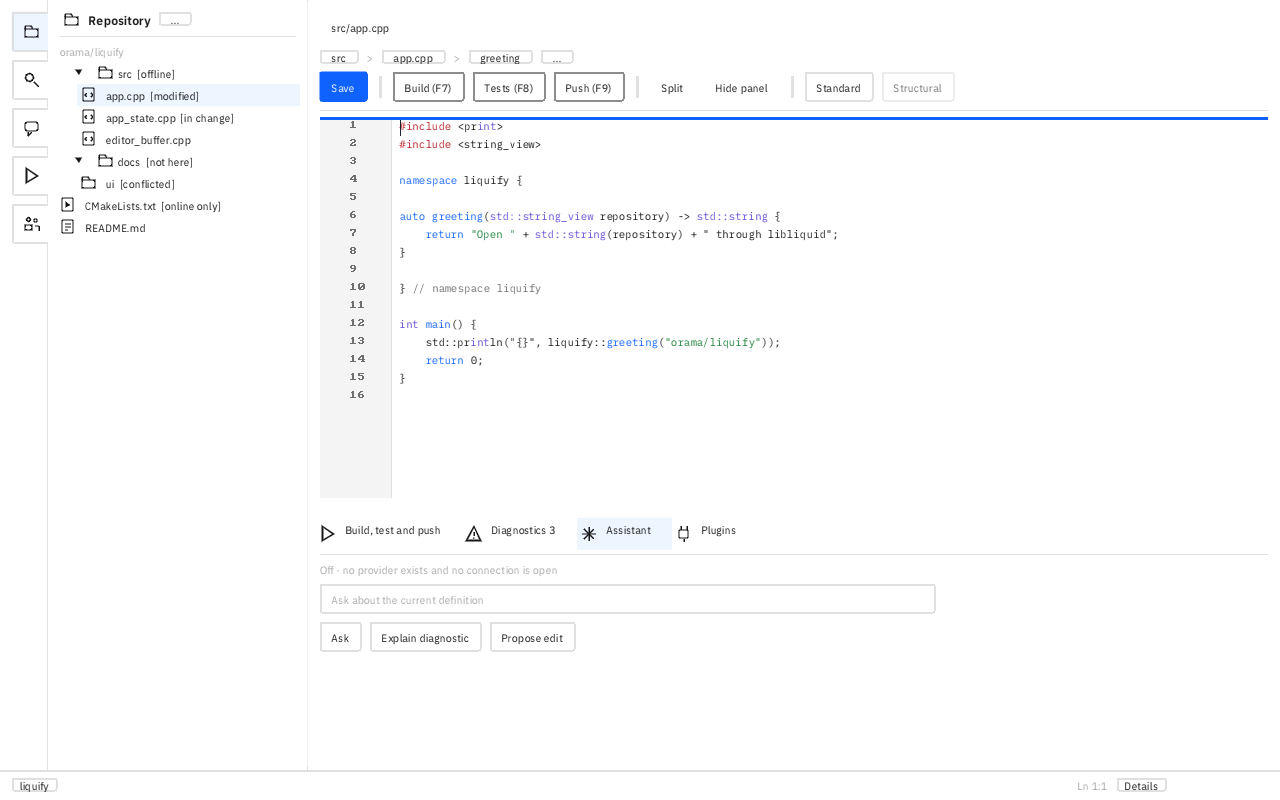 Repository ...
orama/liquify
src [offline]
app.cpp [modified]
app_state.cpp [in change]
editor_buffer.cpp
docs [not here]
ui [conflicted]
CMakeLists.txt [online only]
README.md
src/app.cpp
src > app.cpp > greeting ...
Save Build (F7) Tests (F8) Push (F9) Split Hide panel Standard Structural
1 #include <print>
2 #include <string_view>
3
4 namespace liquify {
5
6 auto greeting(std::string_view repository) -> std::string {
7     return "Open " + std::string(repository) + " through libliquid";
8 }
9
10 } // namespace liquify
11
12 int main() {
13     std::println("{}", liquify::greeting("orama/liquify"));
14     return 0;
15 }
16
Build, test and push Diagnostics 3 Assistant Plugins
Off - no provider exists and no connection is open
Ask about the current definition
Ask Explain diagnostic Propose edit
liquify Ln 1:1 Details